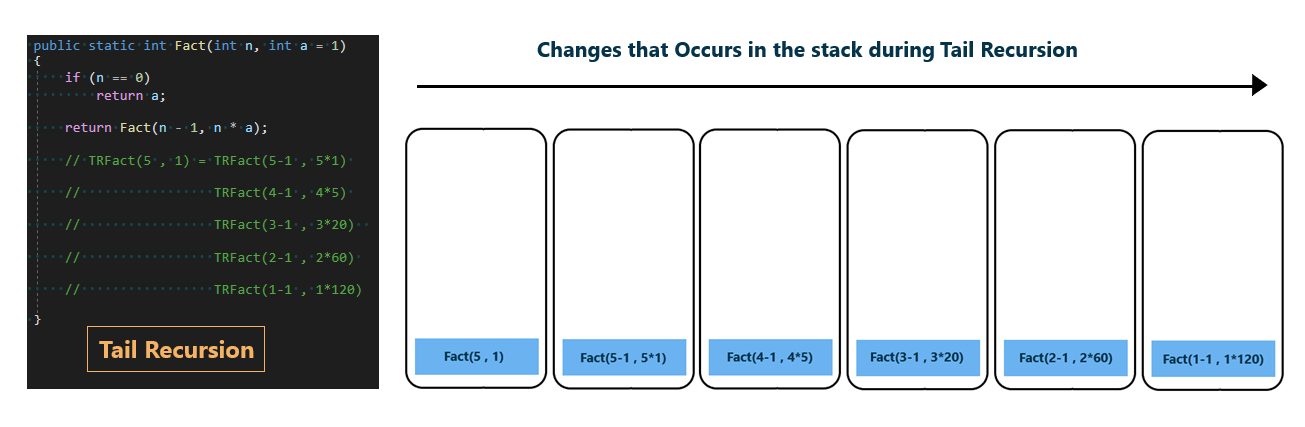 public static int Fact(int n, int a = 1)
{
if (n == 0)
return a;
return Fact(n - 1, n * a);
// TRFact(5 , 1) = TRFact(5-1 , 5*1)
// TRFact(4-1 , 4*5)
// TRFact(3-1 , 3*20)
// TRFact(2-1 , 2*60)
// TRFact(1-1 , 1*120)
}
Tail Recursion
Changes that Occurs in the stack during Tail Recursion
Fact(5 , 1)
Fact(5-1 , 5*1)
Fact(4-1 , 4*5)
Fact(3-1 , 3*20)
Fact(2-1 , 2*60)
Fact(1-1 , 1*120)